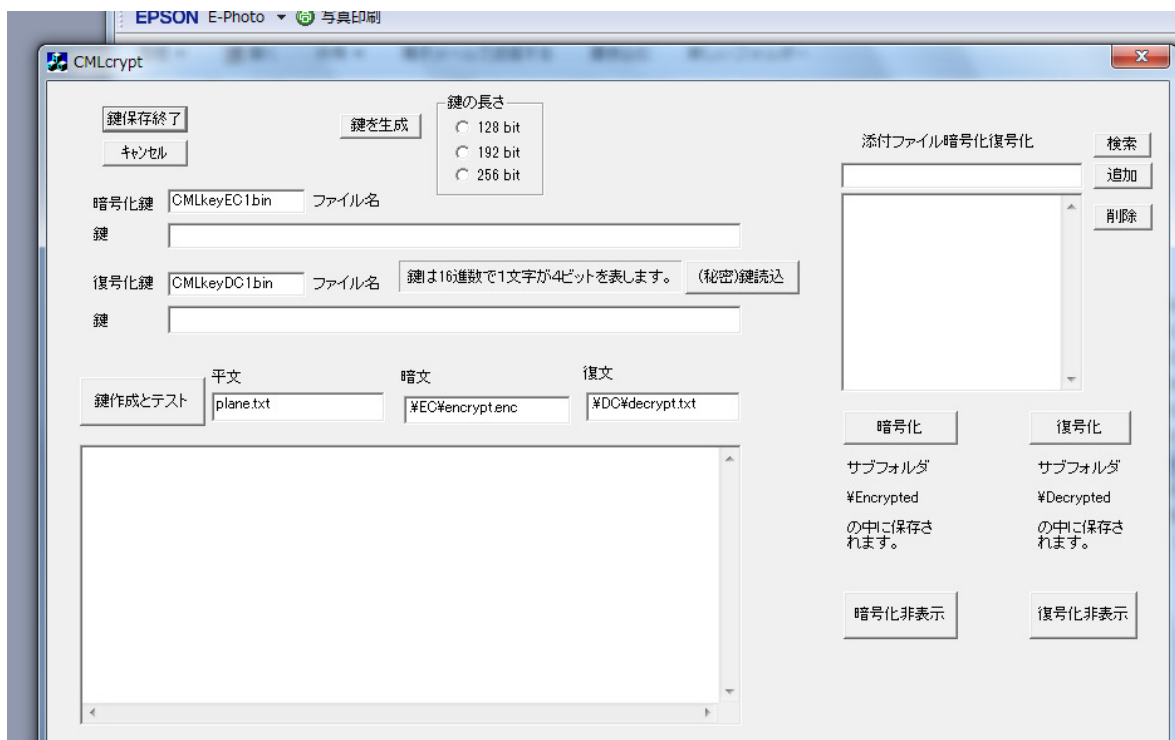 EPSON E-Photo 写真印刷
CMLcrypt
鍵保存終了
キャンセル
鍵を生成
鍵の長さ
128 bit
192 bit
256 bit
暗号化鍵 CMLkeyEC1bin ファイル名
鍵
復号化鍵 CMLkeyDC1bin ファイル名 鍵は16進数で1文字が4ビットを表します。 (秘密)鍵読込
鍵
鍵作成とテスト
平文 暗文 復文
plane.txt ¥EC¥encrypt.enc ¥DC¥decrypt.txt
添付ファイル暗号化復号化
検索
追加
削除
暗号化
サブフォルダ
¥Encrypted
の中に保存さ
れます。
暗号化非表示
復号化
サブフォルダ
¥Decrypted
の中に保存さ
れます。
復号化非表示